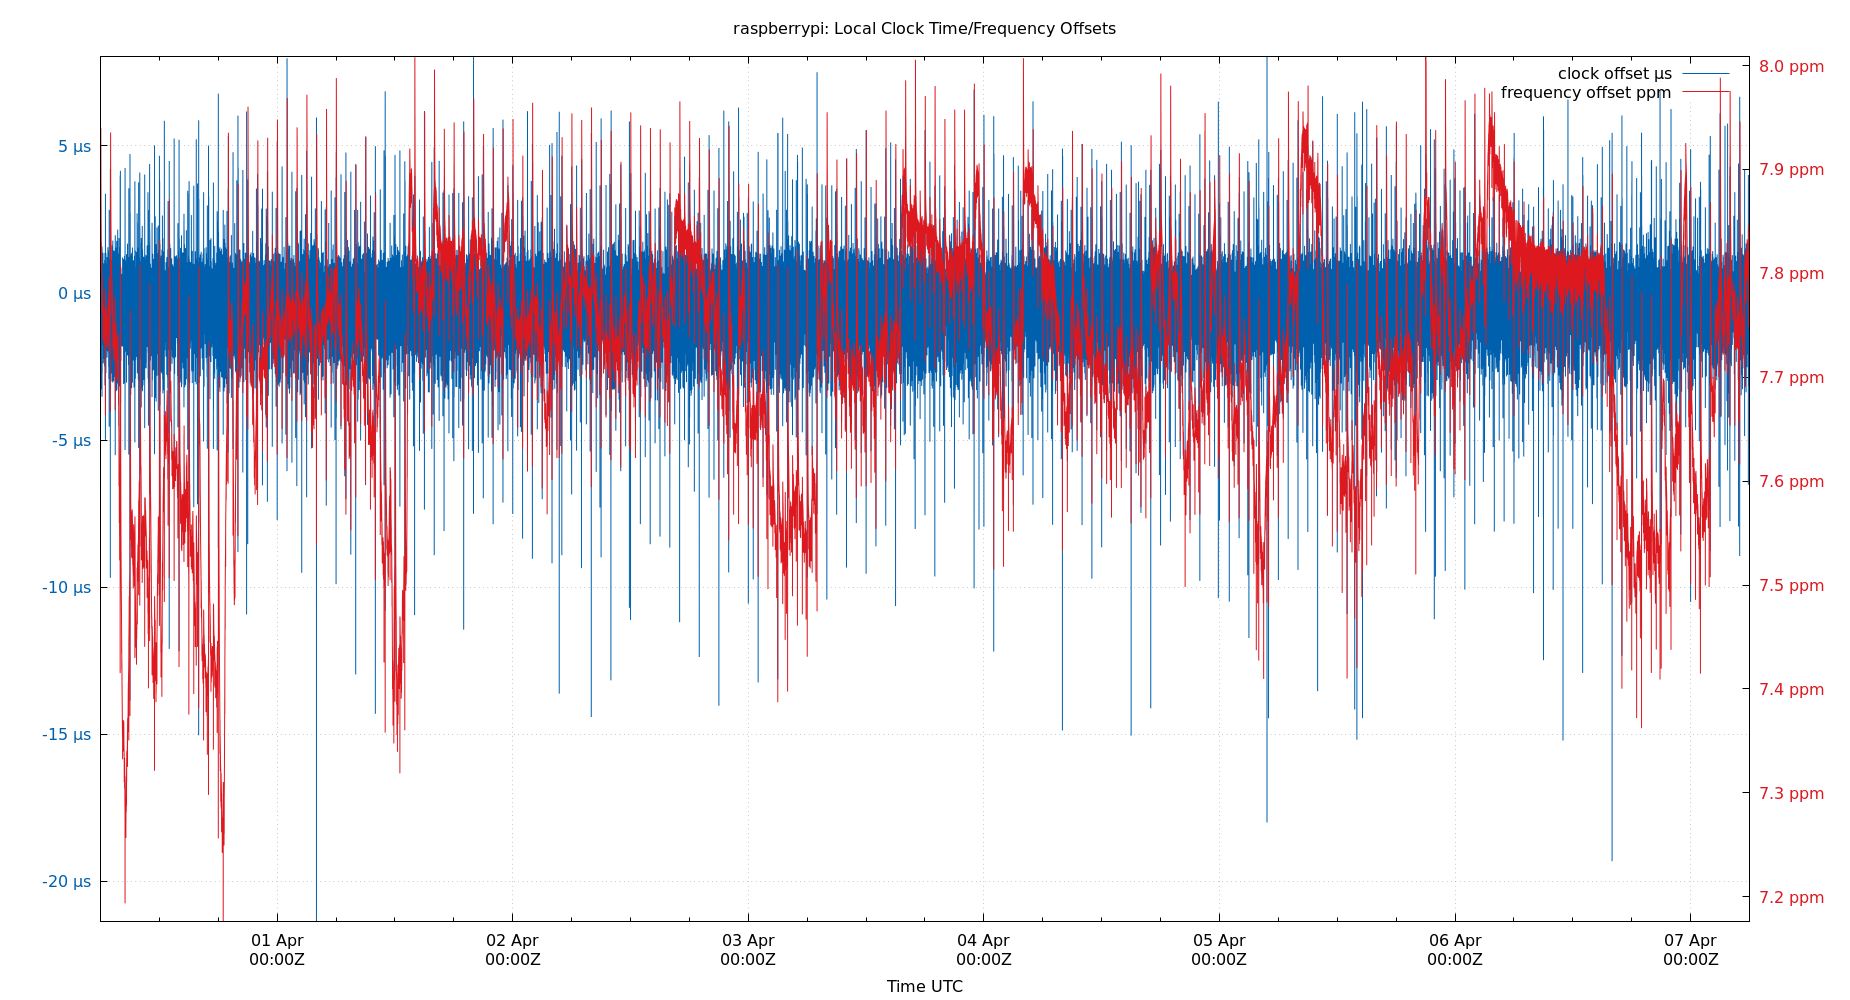 raspberrypi: Local Clock Time/Frequency Offsets
clock offset µs
frequency offset ppm
5 µs
0 µs
-5 µs
-10 µs
-15 µs
-20 µs
8.0 ppm
7.9 ppm
7.8 ppm
7.7 ppm
7.6 ppm
7.5 ppm
7.4 ppm
7.3 ppm
7.2 ppm
01 Apr 02 Apr 03 Apr 04 Apr 05 Apr 06 Apr 07 Apr
00:00Z 00:00Z 00:00Z 00:00Z 00:00Z 00:00Z 00:00Z
Time UTC